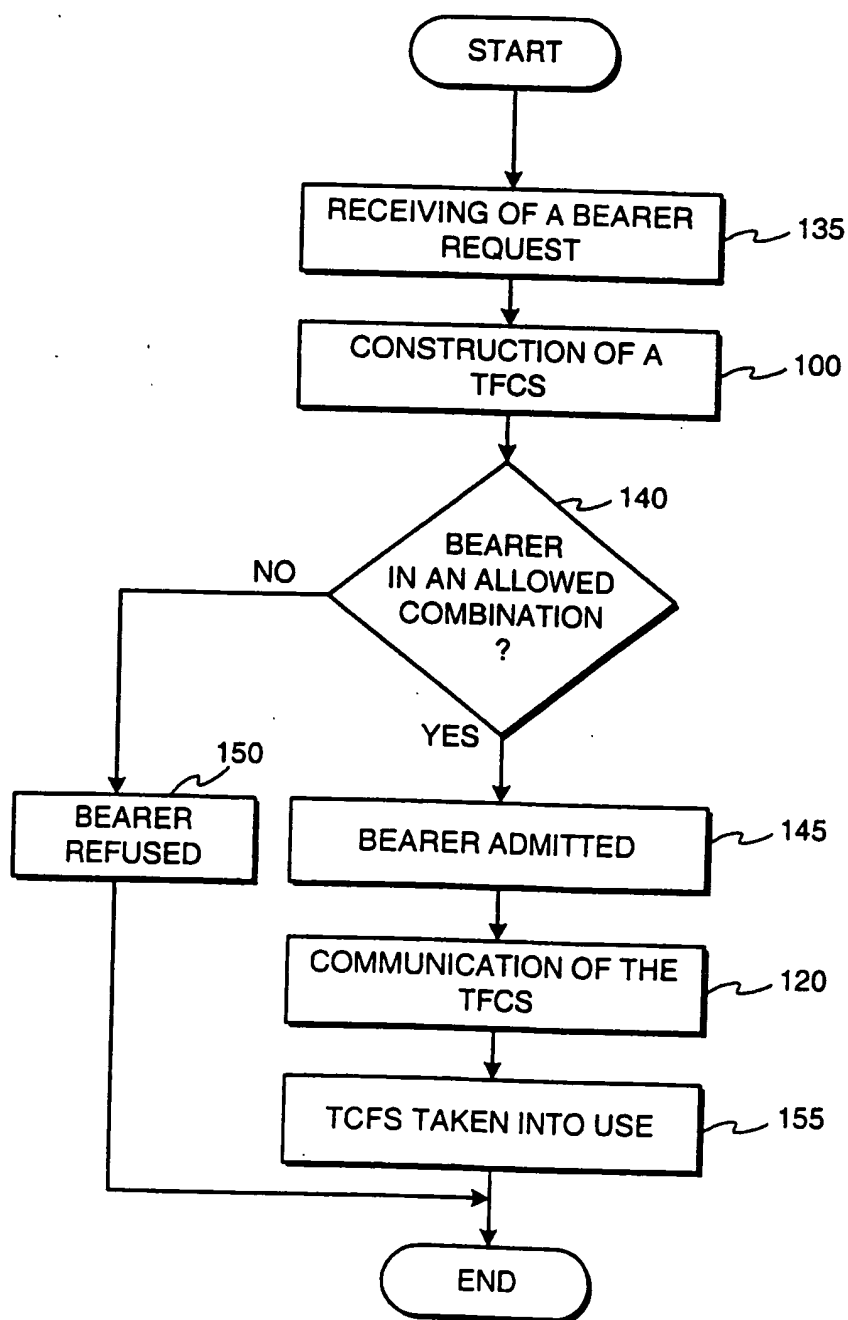 START
RECEIVING OF A BEARER
REQUEST
135
CONSTRUCTION OF A
TFCS
100
140
BEARER
IN AN ALLOWED
COMBINATION
?
NO
YES
150
BEARER
REFUSED
BEARER ADMITTED
145
COMMUNICATION OF THE
TFCS
120
TCFS TAKEN INTO USE
155
END